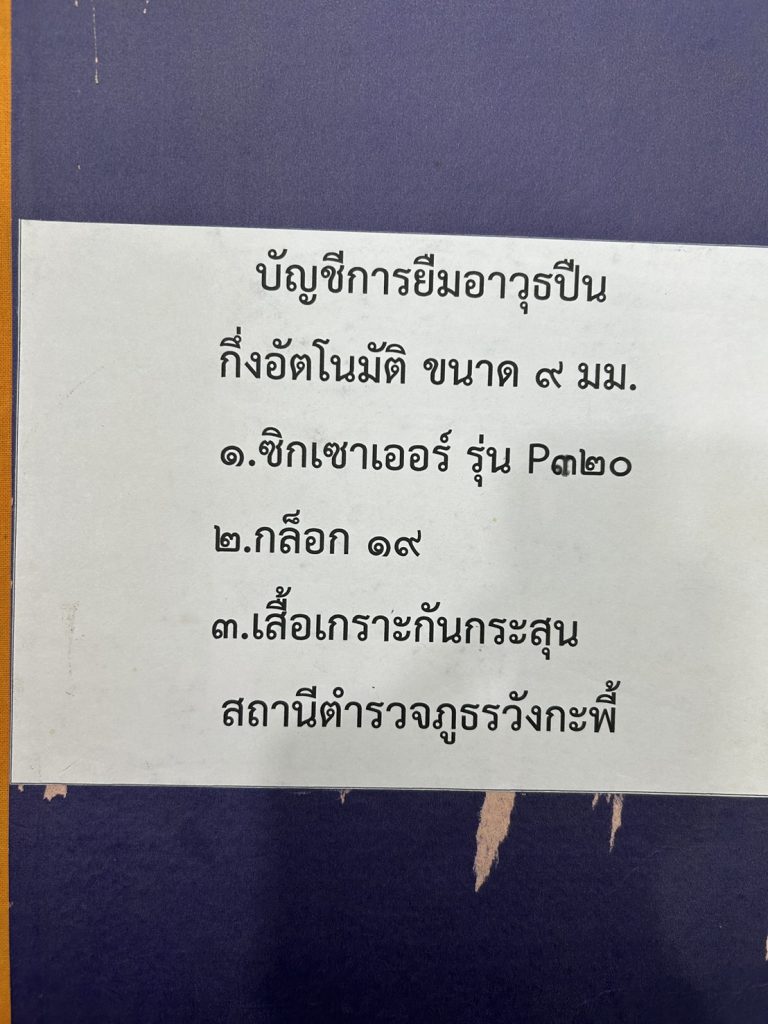 บัญชีการยืมอาวุธปืน
กึ่งอัตโนมัติ ขนาด ๙ มม.
๑.ซิกเซาเออร์ รุ่น P๓๒๐
๒.กล็อก ๑๙
๓.เสื้อเกราะกันกระสุน
สถานีตำรวจภูธรวังกะพี้